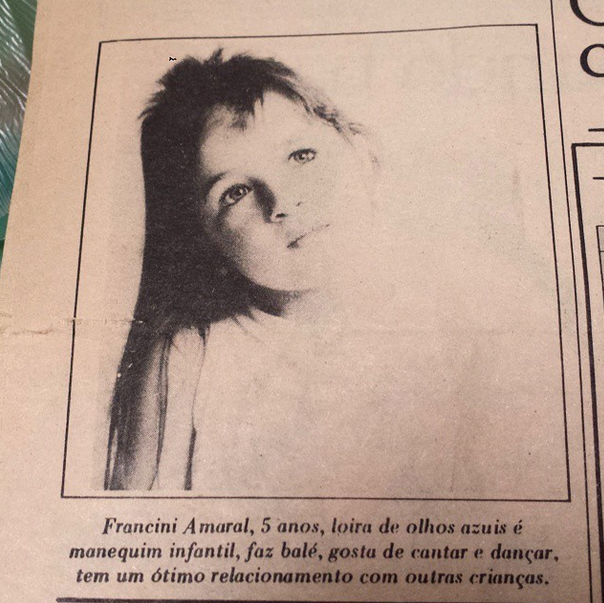 Francini Amaral, 5 anos, loira de olhos azuis é
manequim infantil, faz balé, gosta de cantar e dançar,
tem um ótimo relacionamento com outras crianças.